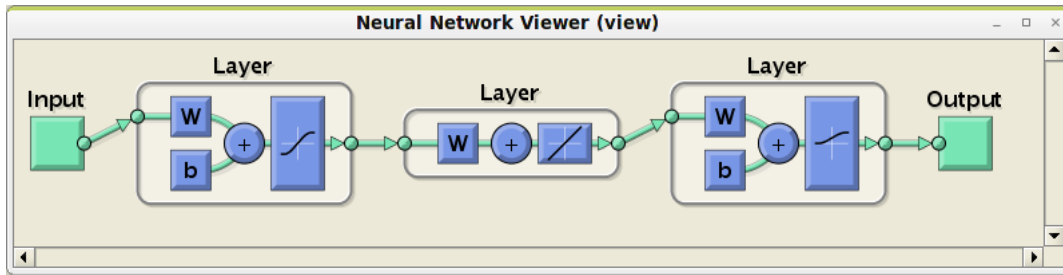 Neural Network Viewer (view)
Layer
Layer
Layer
Input
Output
W
b
+
W
+
W
b
+